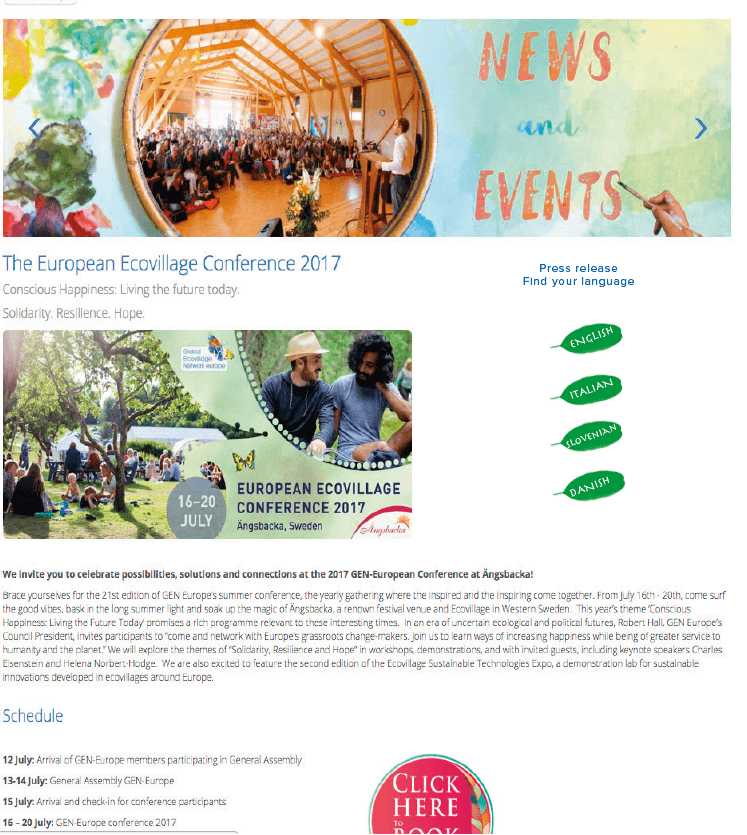 NEWS
and
EVENTS
The European Ecovillage Conference 2017
Conscious Happiness: Living the future today.
Solidarity. Resilience. Hope.
Press release
Find your language
ENGLISH
ITALIAN
SLOVENIAN
DANISH
Global
Ecovillage
Network europe
16-20
JULY
EUROPEAN ECOVILLAGE
CONFERENCE 2017
Ängsbacka, Sweden
Ängsbacka
We invite you to celebrate possibilities, solutions and connections at the 2017 GEN-European Conference at Ängsbacka!
Brace yourselves for the 21st edition of GEN Europe's summer conference, the yearly gathering where the inspired and the inspiring come together. From July 16th - 20th, come surf
the good vibes, bask in the long summer light and soak up the magic of Ängsbacka, a renown festival venue and Ecovillage in Western Sweden. This year's theme 'Conscious
Happiness: Living the Future Today' promises a rich programme relevant to these interesting times. In an era of uncertain ecological and political futures, Robert Hall, GEN Europe's
Council President, invites participants to "come and network with Europe's grassroots change-makers. Join us to learn ways of increasing happiness while being of greater service to
humanity and the planet." We will explore the themes of "Solidarity, Resilience and Hope" in workshops, demonstrations, and with invited guests, including keynote speakers Charles
Eisenstein and Helena Norbert-Hodge. We are also excited to feature the second edition of the Ecovillage Sustainable Technologies Expo, a demonstration lab for sustainable
innovations developed in ecovillages around Europe.
Schedule
12 July: Arrival of GEN-Europe members participating in General Assembly
13-14 July: General Assembly GEN-Europe
15 July: Arrival and check-in for conference participants
16 – 20 July: GEN-Europe conference 2017
CLICK
HERE
TO
BOOK